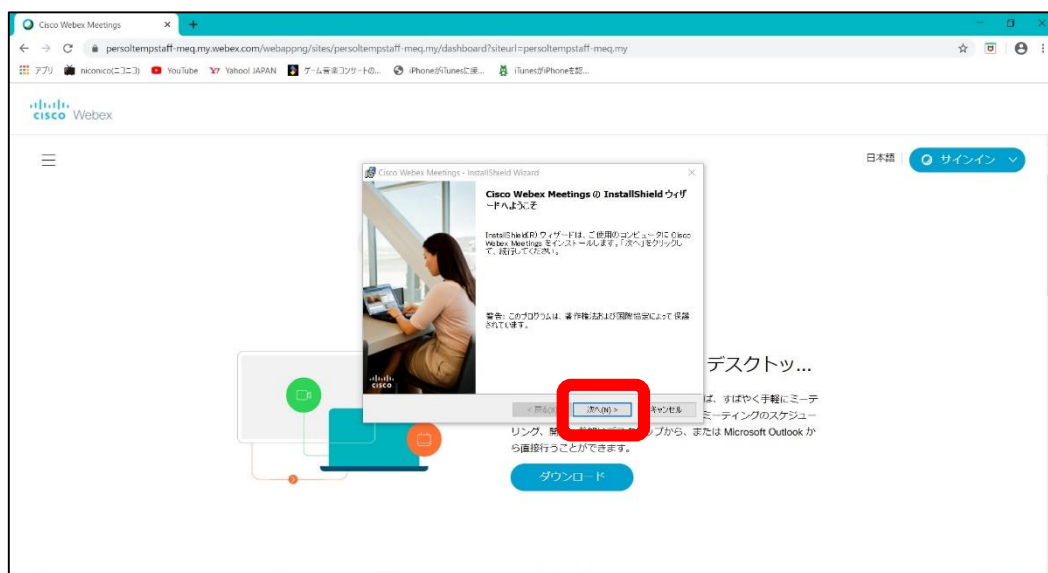 Cisco Webex Meetings
persoltempstaff-meq.my.webex.com/webappng/sites/persoltempstaff-meq.my/dashboard?siteurl=persoltempstaff-meq.my
アプリ niconico(ニコニコ) YouTube Yahoo! JAPAN ゲーム音楽コンサートの... iPhoneがiTunesに接... iTunesがiPhoneを認...
cisco Webex
日本語 サインイン
Cisco Webex Meetings - InstallShield Wizard
Cisco Webex Meetings の InstallShield ウィザ
ードへようこそ
InstallShield(R) ウィザードは、ご使用のコンピュータに Cisco
Webex Meetings をインストールします。「次へ」をクリックし
て、続行してください。
警告: このプログラムは、著作権法および国際協定によって保護
されています。
cisco
< 戻る 次へ(N) > キャンセル
デスクトッ...
ば、すばやく手軽にミーテ
ミーティングのスケジュー
リング、開 プから、または Microsoft Outlook か
ら直接行うことができます。
ダウンロード